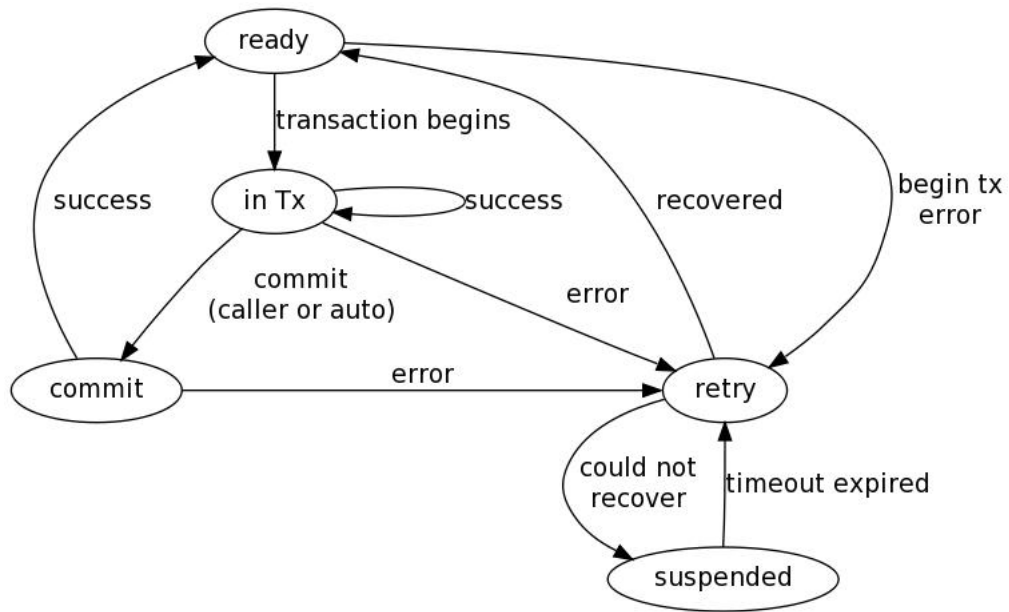 ready
transaction begins
begin tx
error
success
in Tx
success
recovered
commit
(caller or auto)
error
commit
error
retry
could not
recover
timeout expired
suspended